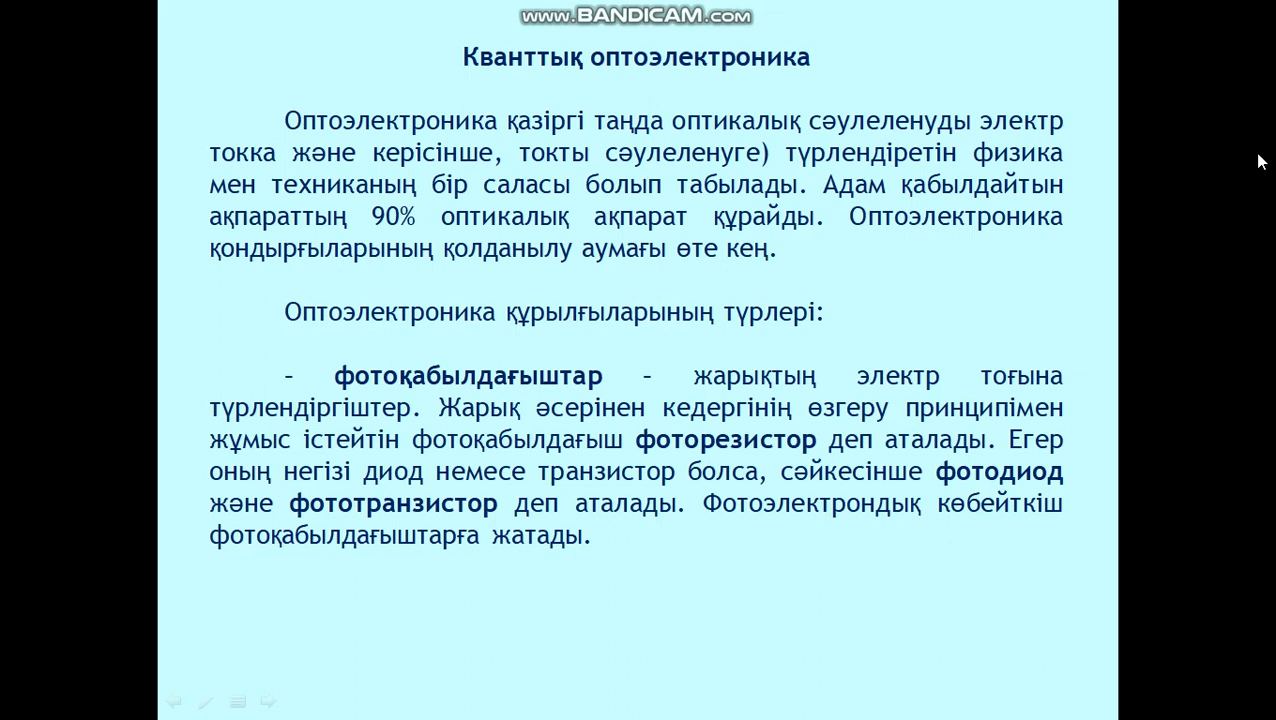 www.BANDICAM.com
Кванттық оптоэлектроника
Оптоэлектроника қазіргі таңда оптикалық сәулеленуды электр
токка және керісінше, токты сәулеленуге) түрлендіретін физика
мен техниканың бір саласы болып табылады. Адам қабылдайтын
ақпараттың 90% оптикалық ақпарат құрайды. Оптоэлектроника
қондырғыларының қолданылу аумағы өте кең.
Оптоэлектроника құрылғыларының түрлері:
- фотоқабылдағыштар - жарықтың электр тоғына
түрлендіргіштер. Жарық әсерінен кедергінің өзгеру принципімен
жұмыс істейтін фотоқабылдағыш фоторезистор деп аталады. Егер
оның негізі диод немесе транзистор болса, сәйкесінше фотодиод
және фототранзистор деп аталады. Фотоэлектрондық көбейткіш
фотоқабылдағыштарға жатады.